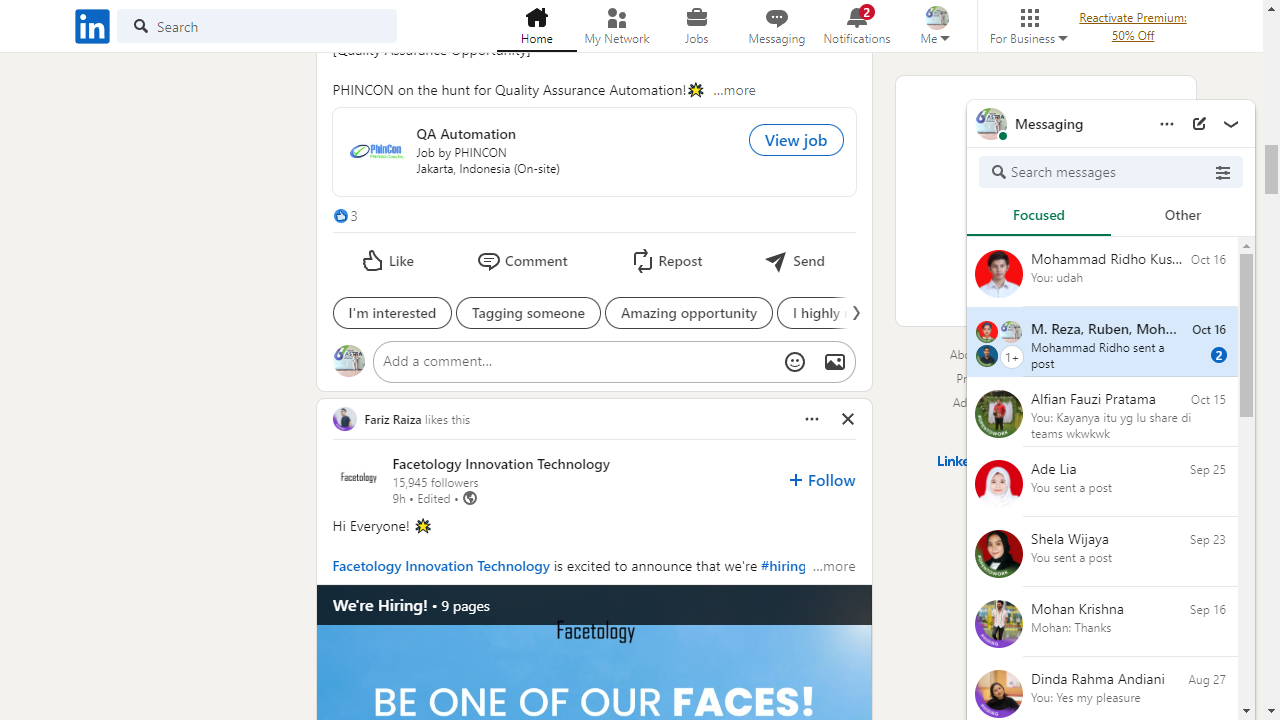 Search
Home
My Network
Jobs
Messaging
2
Notifications
Me
For Business
Reactivate Premium:
50% Off
[Quality Assurance Opportunity]
PHINCON on the hunt for Quality Assurance Automation!🌟 ...more
PhinCon
QA Automation
Job by PHINCON
Jakarta, Indonesia (On-site)
View job
3
Like
Comment
Repost
Send
I'm interested
Tagging someone
Amazing opportunity
I highly
Add a comment...
Fariz Raiza likes this
Facetology
Facetology Innovation Technology
15,945 followers
9h • Edited •
+ Follow
Hi Everyone! 🌟
Facetology Innovation Technology is excited to announce that we're #hiring ...more
We're Hiring! • 9 pages
Facetology
BE ONE OF OUR FACES!
Linke
Messaging
Search messages
Focused
Other
Mohammad Ridho Kus... Oct 16
You: udah
M. Reza, Ruben, Moh... Oct 16
1+
Mohammad Ridho sent a
post
2
Alfian Fauzi Pratama Oct 15
You: Kayanya itu yg lu share di
teams wkwkwk
Ade Lia Sep 25
You sent a post
Shela Wijaya Sep 23
You sent a post
Mohan Krishna Sep 16
Mohan: Thanks
Dinda Rahma Andiani Aug 27
You: Yes my pleasure